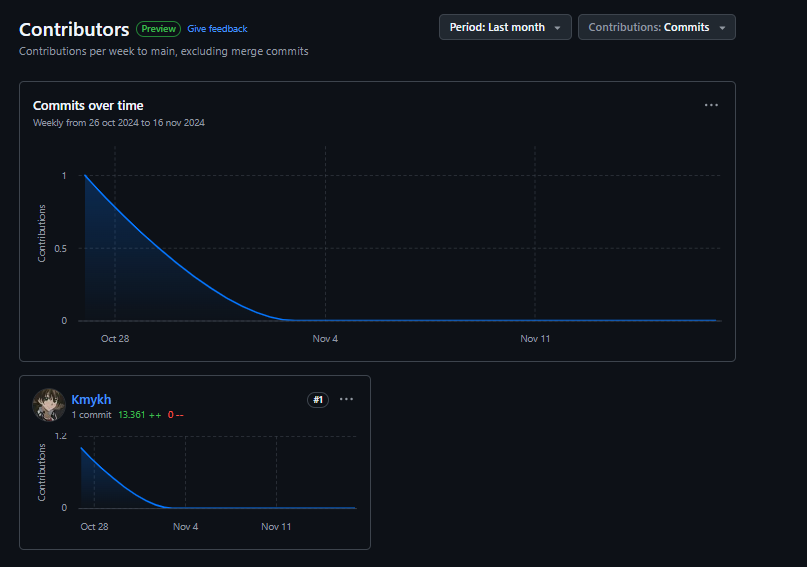 Contributors Preview Give feedback
Period: Last month
Contributions: Commits
Contributions per week to main, excluding merge commits
Commits over time
Weekly from 26 oct 2024 to 16 nov 2024
Contributions
1
0.5
0
Oct 28 Nov 4 Nov 11
Kmykh
#1
1 commit 13.361 ++ 0 --
Contributions
1.2
0
Oct 28 Nov 4 Nov 11